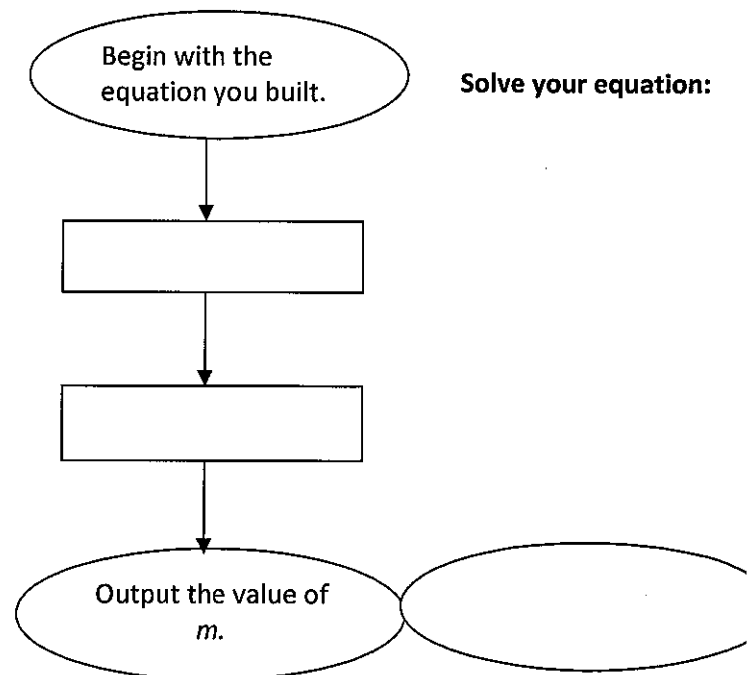 Begin with the
equation you built.
Solve your equation:
Output the value of
m.